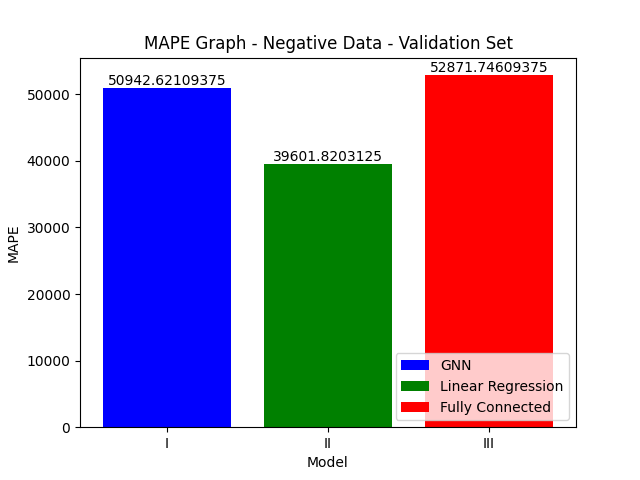 MAPE Graph - Negative Data - Validation Set
50942.62109375
39601.8203125
52871.74609375
MAPE
50000
40000
30000
20000
10000
0
I
II
III
Model
GNN
Linear Regression
Fully Connected